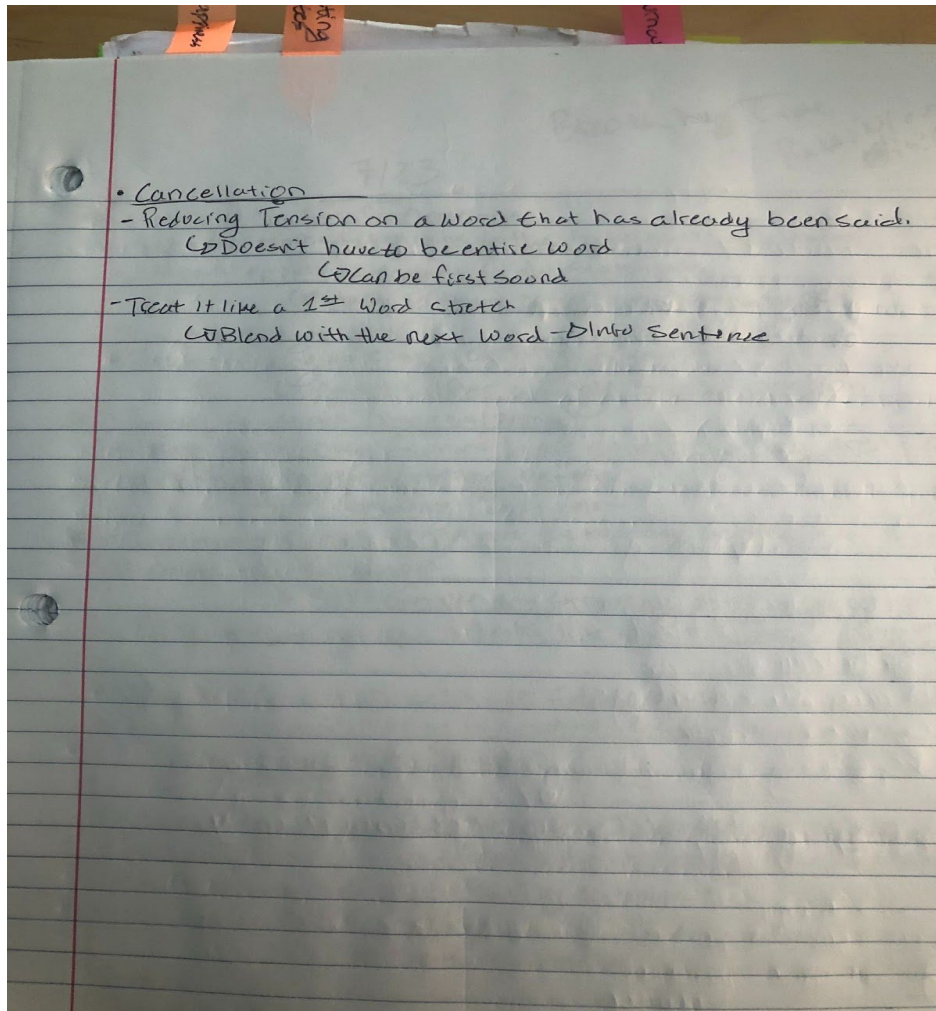 ting
• Cancellation
- Reducing Tension on a word that has already been said.
↳ Doesn't have to be entire word
↳ Can be first sound
- Treat it like a 1st word stretch
↳ Blend with the next word → Into sentence